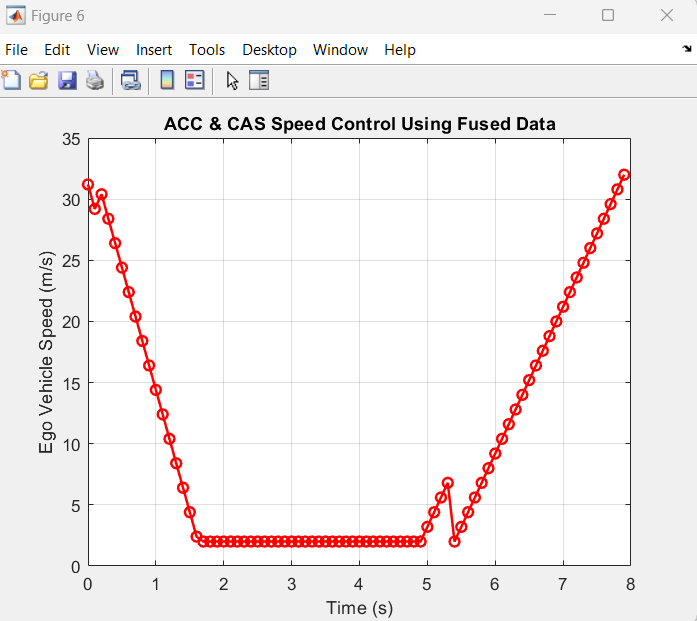 Figure 6
File Edit View Insert Tools Desktop Window Help
ACC & CAS Speed Control Using Fused Data
Ego Vehicle Speed (m/s)
35
30
25
20
15
10
5
0
0 1 2 3 4 5 6 7 8
Time (s)